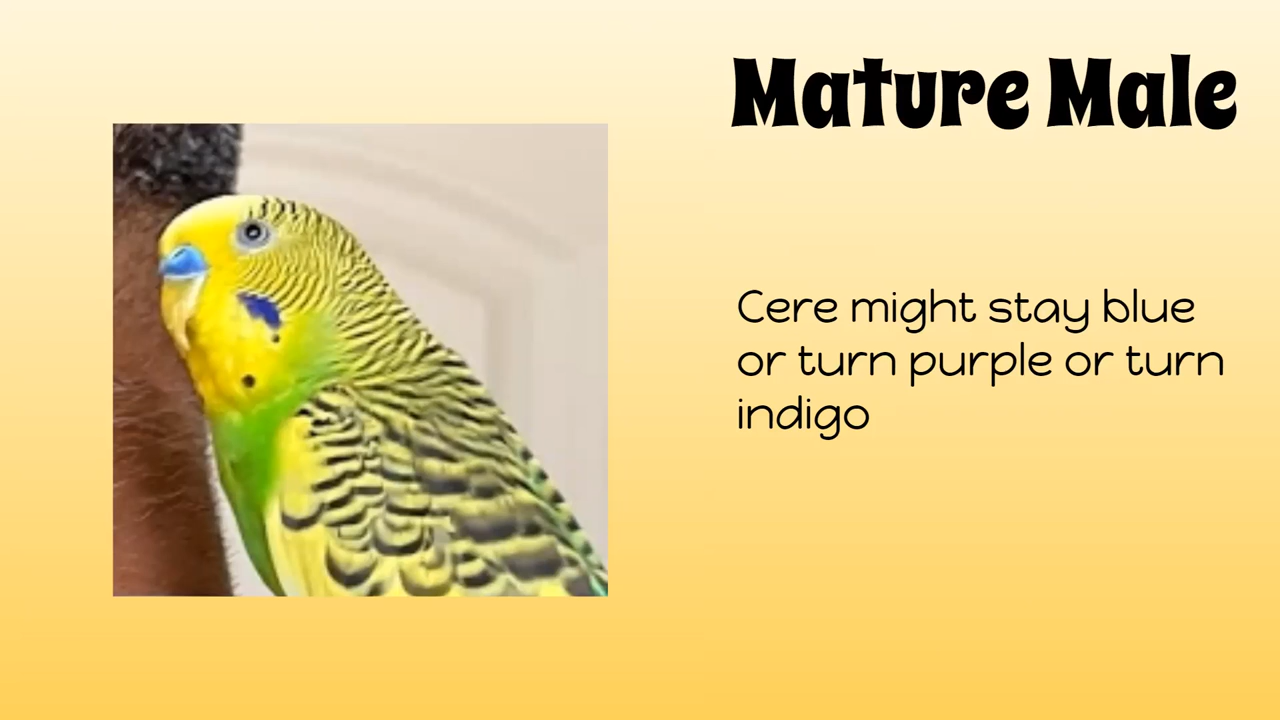 Mature Male
Cere might stay blue
or turn purple or turn
indigo